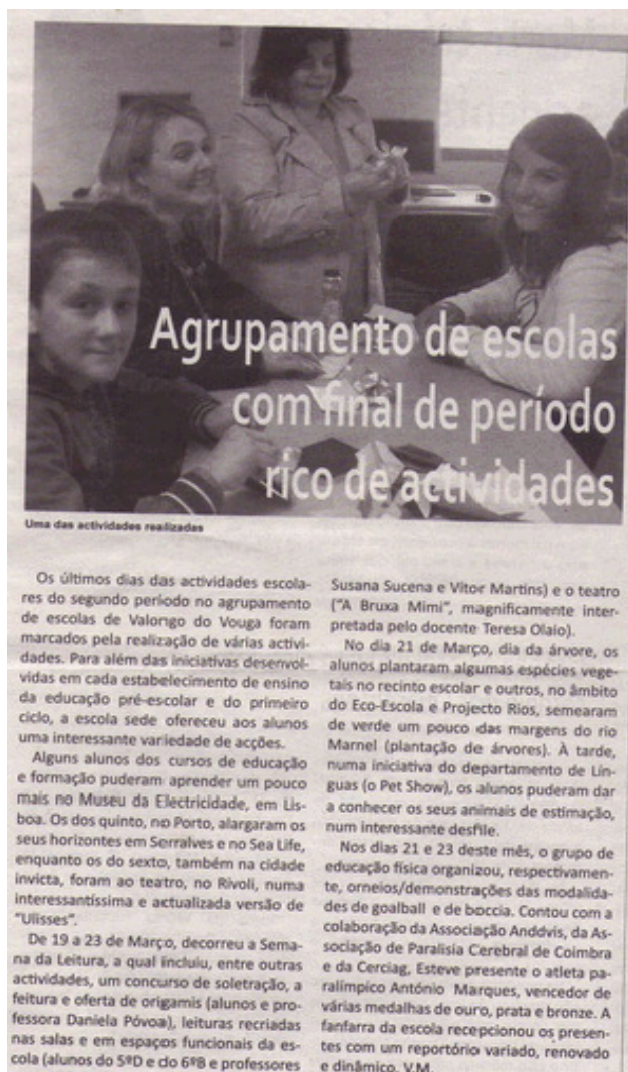 Agrupamento de escolas
com final de período
rico de actividades
Uma das actividades realizadas
Os últimos dias das actividades escola-
res do segundo período no agrupamento
de escolas de Valongo do Vouga foram
marcados pela realização de várias activi-
dades. Para além das iniciativas desenvol-
vidas em cada estabelecimento de ensino
da educação pré-escolar e do primeiro
ciclo, a escola sede ofereceu aos alunos
uma interessante variedade de acções.
Alguns alunos dos cursos de educação
e formação puderam aprender um pouco
mais no Museu da Electricidade, em Lis-
boa. Os dos quinto, no Porto, alargaram os
seus horizontes em Serralves e no Sea Life,
enquanto os do sexto, também na cidade
invicta, foram ao teatro, no Rivoli, numa
interessantíssima e actualizada versão de
"Ulisses".
De 19 a 23 de Março, decorreu a Sema-
na da Leitura, a qual incluiu, entre outras
actividades, um concurso de soletração, a
feitura e oferta de origamis (alunos e pro-
fessora Daniela Póvoa), leituras recriadas
nas salas e em espaços funcionais da es-
cola (alunos do 5ºD e do 6ºB e professores
Susana Sucena e Vitor Martins) e o teatro
("A Bruxa Mimi", magnificamente inter-
pretada pelo docente Teresa Olaio).
No dia 21 de Março, dia da árvore, os
alunos plantaram algumas espécies vege-
tais no recinto escolar e outros, no âmbito
do Eco-Escola e Projecto Rios, semearam
de verde um pouco das margens do rio
Marnel (plantação de árvores). À tarde,
numa iniciativa do departamento de Lín-
guas (o Pet Show), os alunos puderam dar
a conhecer os seus animais de estimação,
num interessante desfile.
Nos dias 21 e 23 deste mês, o grupo de
educação física organizou, respectivamen-
te, orneios/demonstrações das modalida-
des de goalball e de boccia. Contou com a
colaboração da Associação Anddvis, da As-
sociação de Paralisia Cerebral de Coimbra
e da Cerciag, Esteve presente o atleta pa-
ralímpico António Marques, vencedor de
várias medalhas de ouro, prata e bronze. A
fanfarra da escola recepcionou os presen-
tes com um reportório variado, renovado
e dinâmico. V.M.